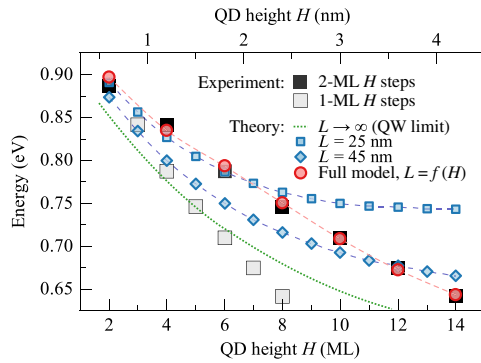 QD height H (nm)
1 2 3 4
0.90
0.85
0.80
0.75
0.70
0.65
Energy (eV)
Experiment: 2-ML H steps
1-ML H steps
Theory: L → ∞ (QW limit)
L = 25 nm
L = 45 nm
Full model, L = f (H)
2 4 6 8 10 12 14
QD height H (ML)